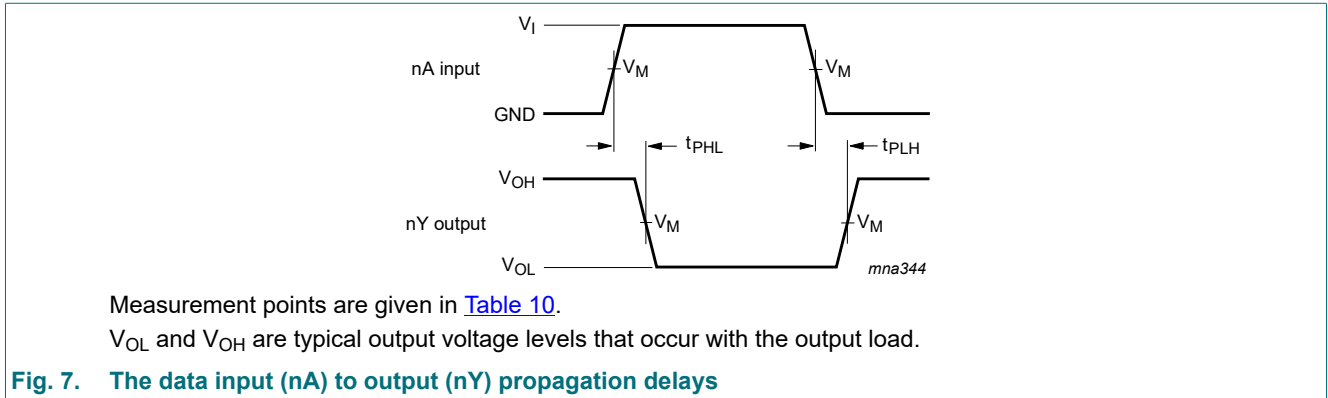 V_I
nA input
V_M
V_M
GND
t_PHL
t_PLH
V_OH
nY output
V_M
V_M
V_OL
mna344
Measurement points are given in Table 10.
V_OL and V_OH are typical output voltage levels that occur with the output load.
Fig. 7. The data input (nA) to output (nY) propagation delays